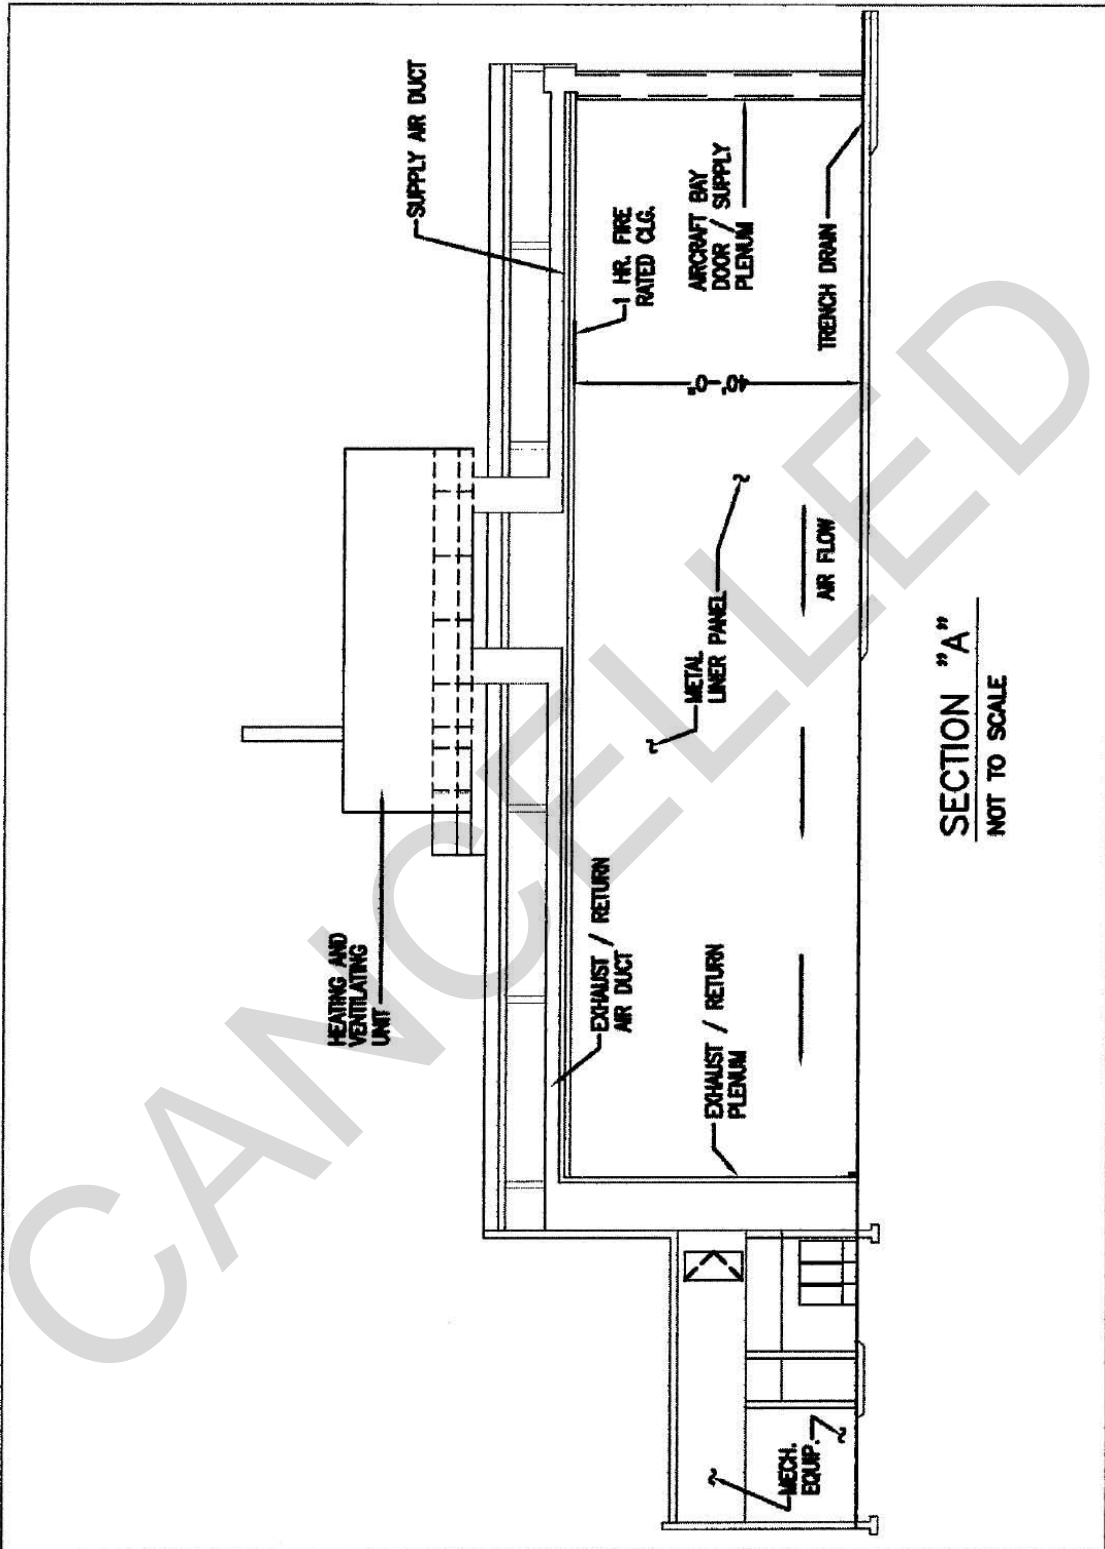 SUPPLY AIR DUCT
HEATING AND
VENTILATING
UNIT
1 HR. FIRE
RATED CLG.
EXHAUST / RETURN
AIR DUCT
AIRCRAFT BAY
DOOR / SUPPLY
PLENUM
40'-0"
METAL
LINER PANEL
EXHAUST / RETURN
PLENUM
TRENCH DRAIN
AIR FLOW
MECH.
EQUIP.
SECTION "A"
NOT TO SCALE
CANCELLED